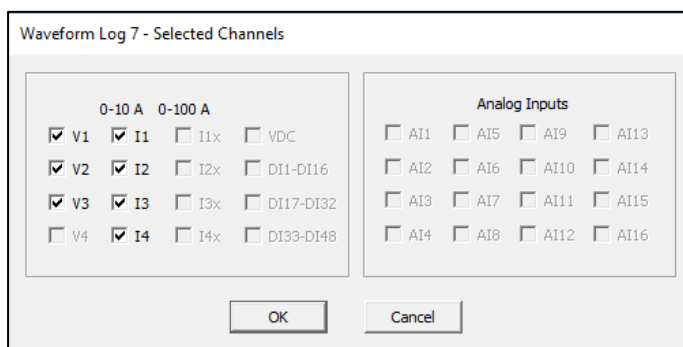 Waveform Log 7 - Selected Channels
0-10 A 0-100 A
V1 I1 I1x VDC
V2 I2 I2x DI1-DI16
V3 I3 I3x DI17-DI32
V4 I4 I4x DI33-DI48
Analog Inputs
AI1 AI5 AI9 AI13
AI2 AI6 AI10 AI14
AI3 AI7 AI11 AI15
AI4 AI8 AI12 AI16
OK Cancel